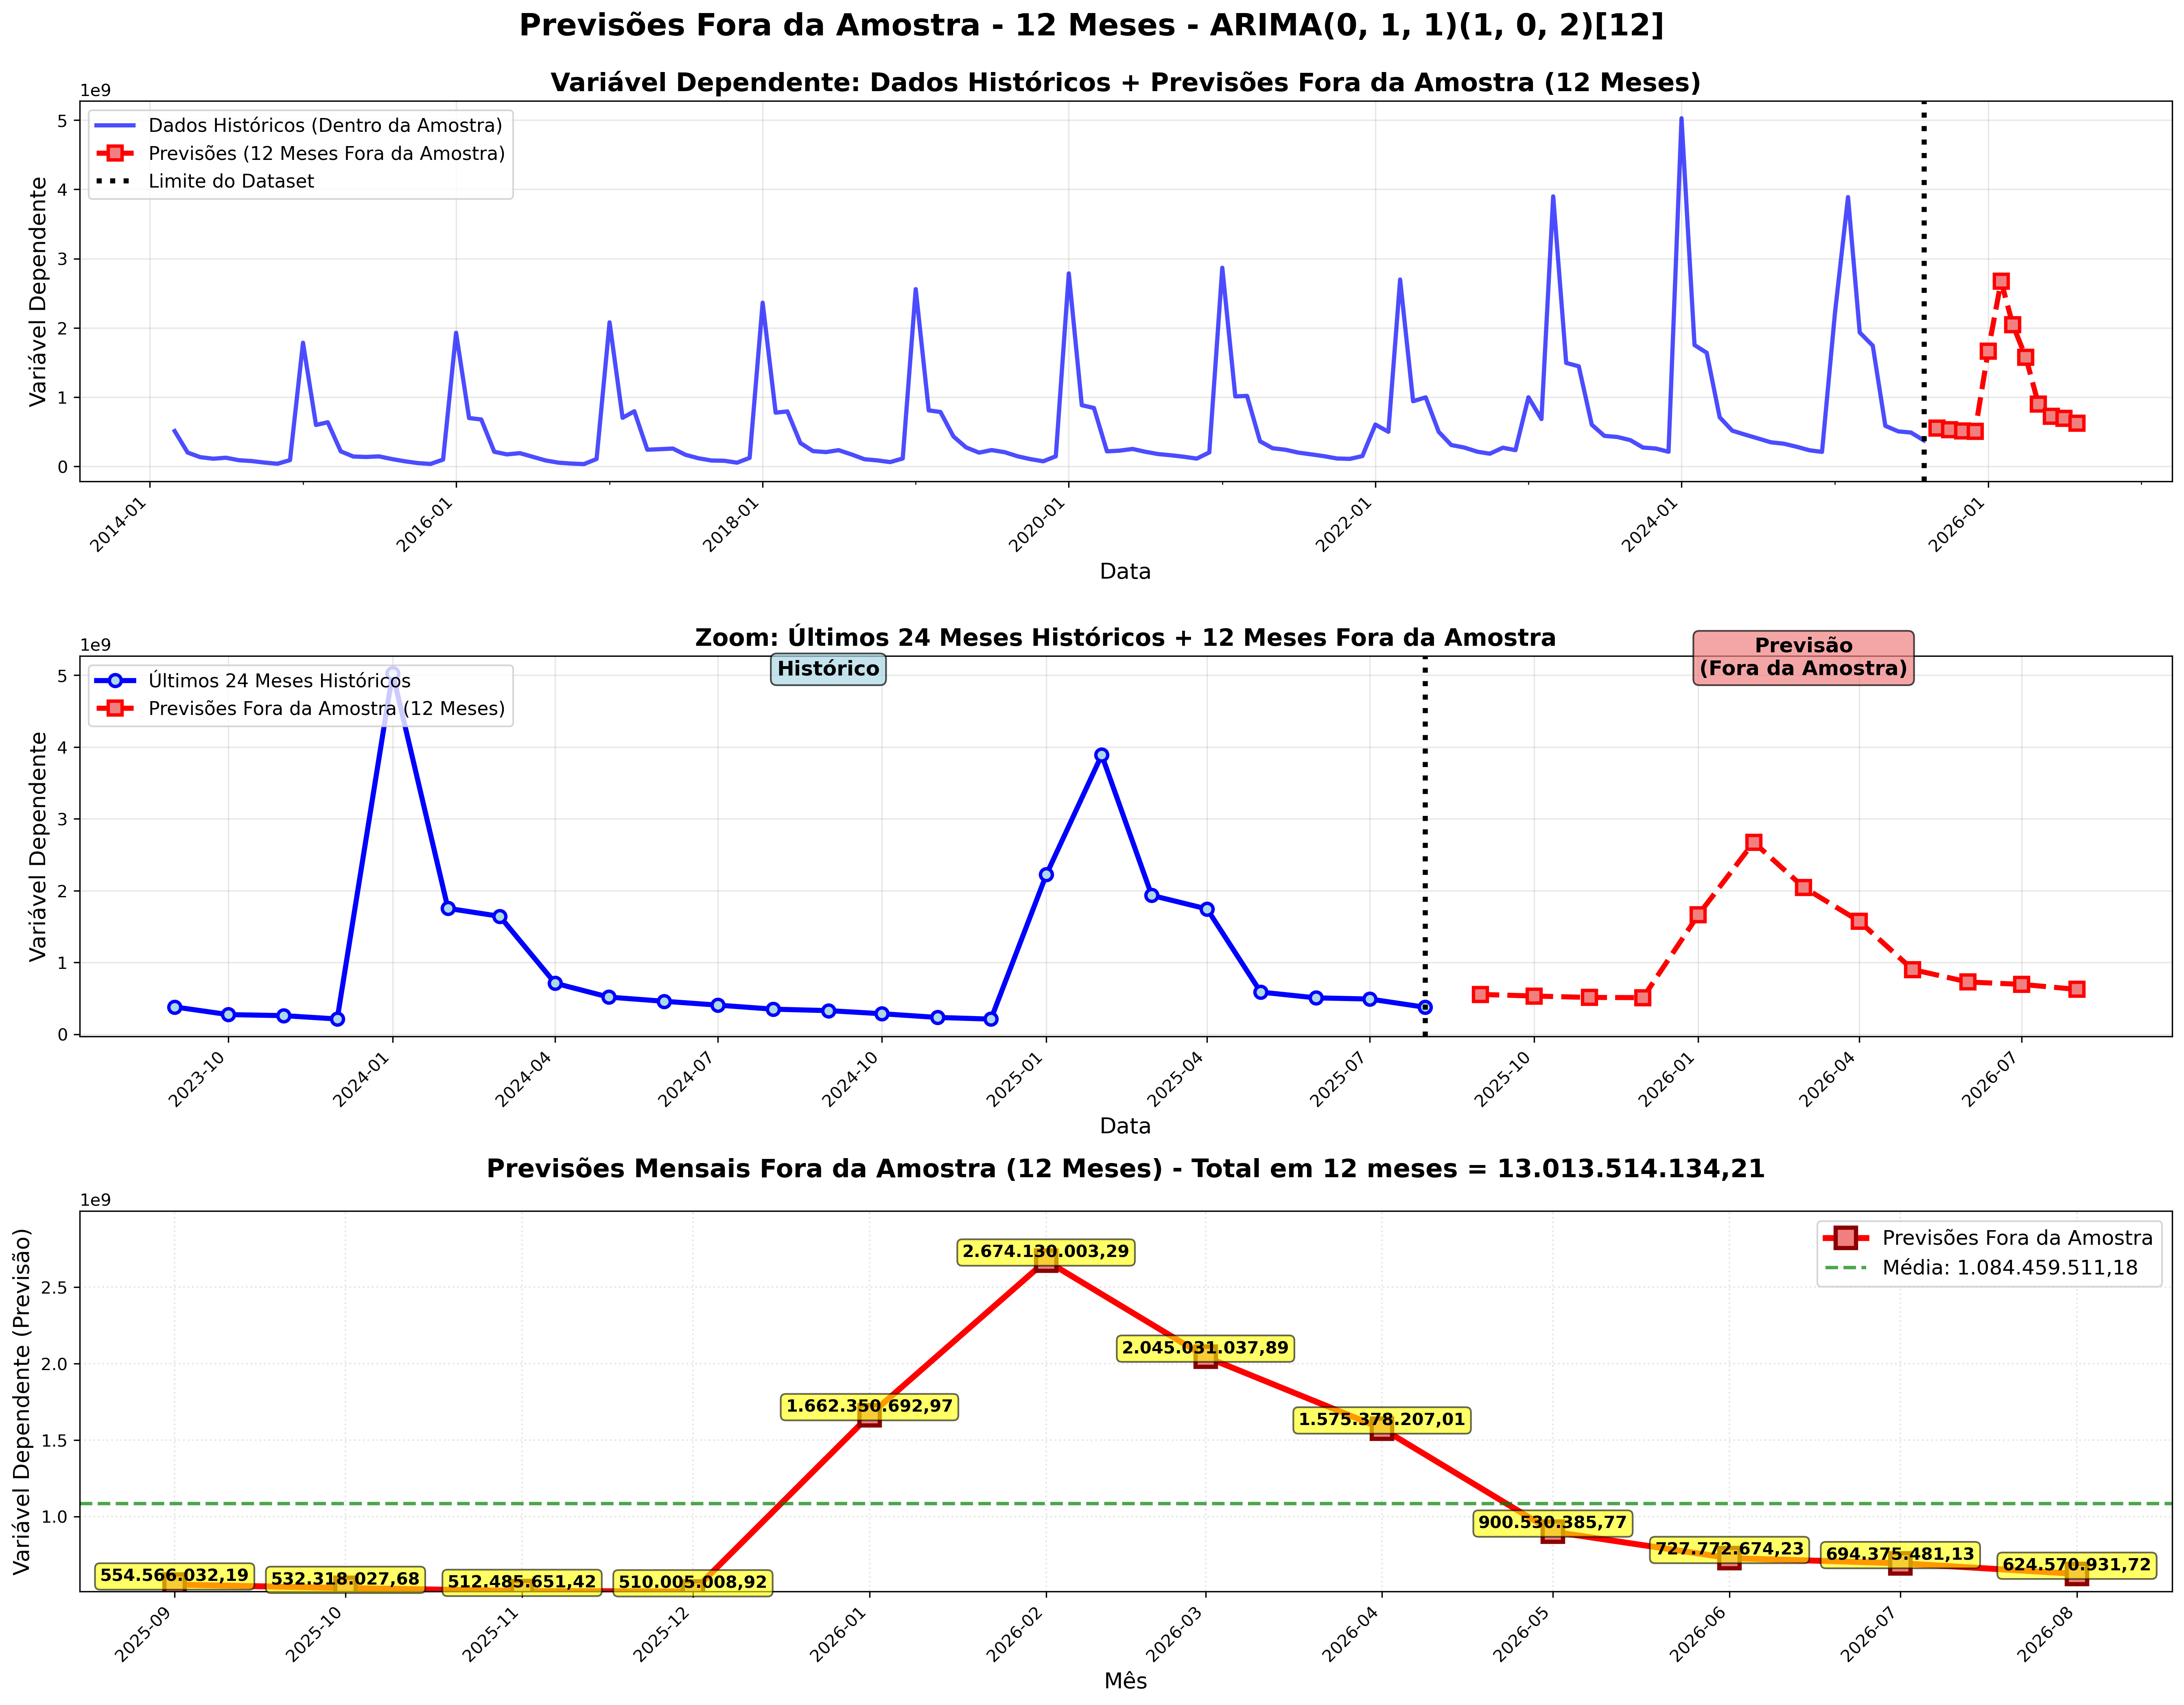 Previsões Fora da Amostra - 12 Meses - ARIMA(0, 1, 1)(1, 0, 2)[12]
Variável Dependente: Dados Históricos + Previsões Fora da Amostra (12 Meses)
1e9
Dados Históricos (Dentro da Amostra)
Previsões (12 Meses Fora da Amostra)
Limite do Dataset
Variável Dependente
5
4
3
2
1
0
2014-01
2016-01
2018-01
2020-01
2022-01
2024-01
2026-01
Data
Zoom: Últimos 24 Meses Históricos + 12 Meses Fora da Amostra
1e9
Últimos 24 Meses Históricos
Previsões Fora da Amostra (12 Meses)
Histórico
Previsão
(Fora da Amostra)
Variável Dependente
5
4
3
2
1
0
2023-10
2024-01
2024-04
2024-07
2024-10
2025-01
2025-04
2025-07
2025-10
2026-01
2026-04
2026-07
Data
Previsões Mensais Fora da Amostra (12 Meses) - Total em 12 meses = 13.013.514.134,21
1e9
Previsões Fora da Amostra
Média: 1.084.459.511,18
Variável Dependente (Previsão)
2.5
2.0
1.5
1.0
554.566.032,19
532.318.027,68
512.485.651,42
510.005.008,92
1.662.350.692,97
2.674.130.003,29
2.045.031.037,89
1.575.378.207,01
900.530.385,77
727.772.674,23
694.375.481,13
624.570.931,72
2025-09
2025-10
2025-11
2025-12
2026-01
2026-02
2026-03
2026-04
2026-05
2026-06
2026-07
2026-08
Mês